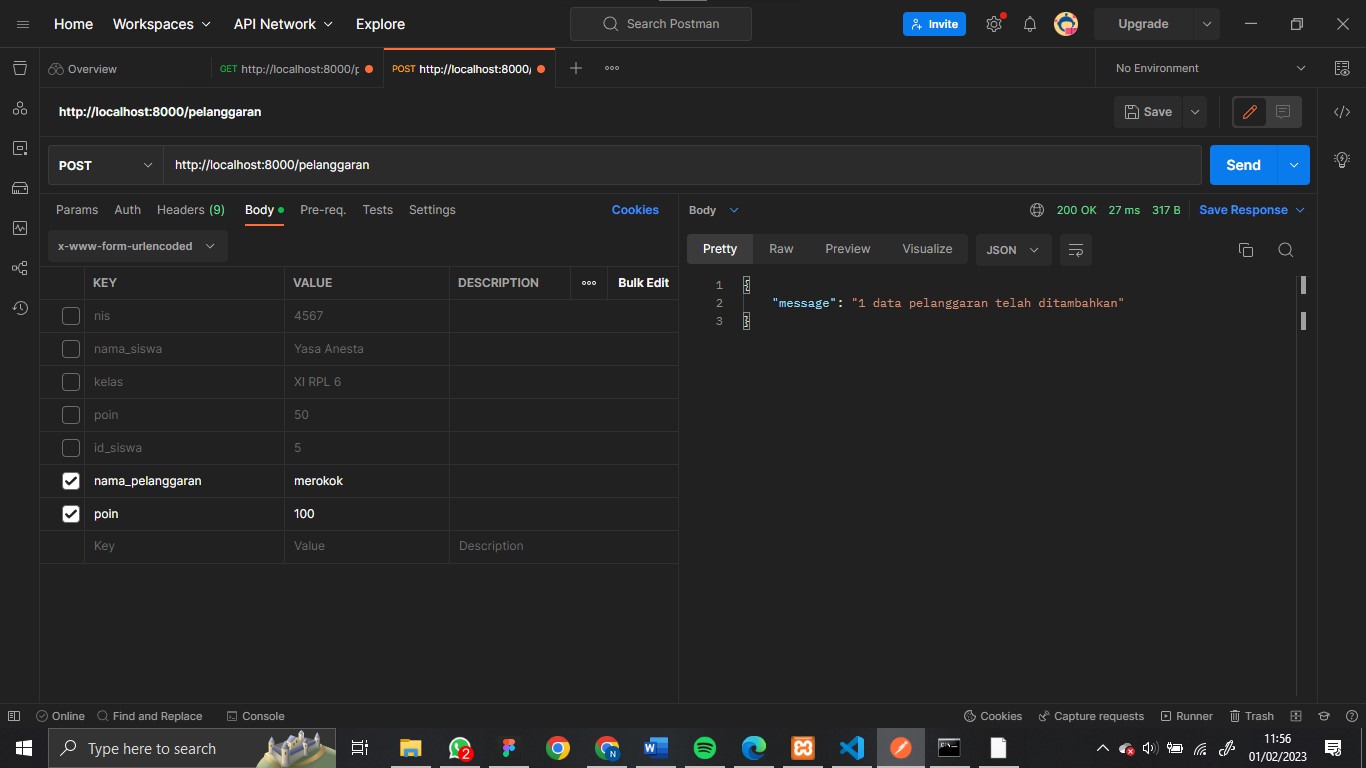 Home Workspaces API Network Explore Search Postman Invite Upgrade
Overview GET http://localhost:8000/p POST http://localhost:8000/ No Environment
http://localhost:8000/pelanggaran Save
POST http://localhost:8000/pelanggaran Send
Params Auth Headers (9) Body Pre-req. Tests Settings Cookies Body 200 OK 27 ms 317 B Save Response
x-www-form-urlencoded Pretty Raw Preview Visualize JSON
KEY VALUE DESCRIPTION Bulk Edit
1 {
nis 4567
2 "message": "1 data pelanggaran telah ditambahkan"
3 }
nama_siswa Yasa Anesta
kelas XI RPL 6
poin 50
id_siswa 5
nama_pelanggaran merokok
poin 100
Key Value Description
Online Find and Replace Console Cookies Capture requests Runner Trash
Type here to search 2 N 11:56
01/02/2023